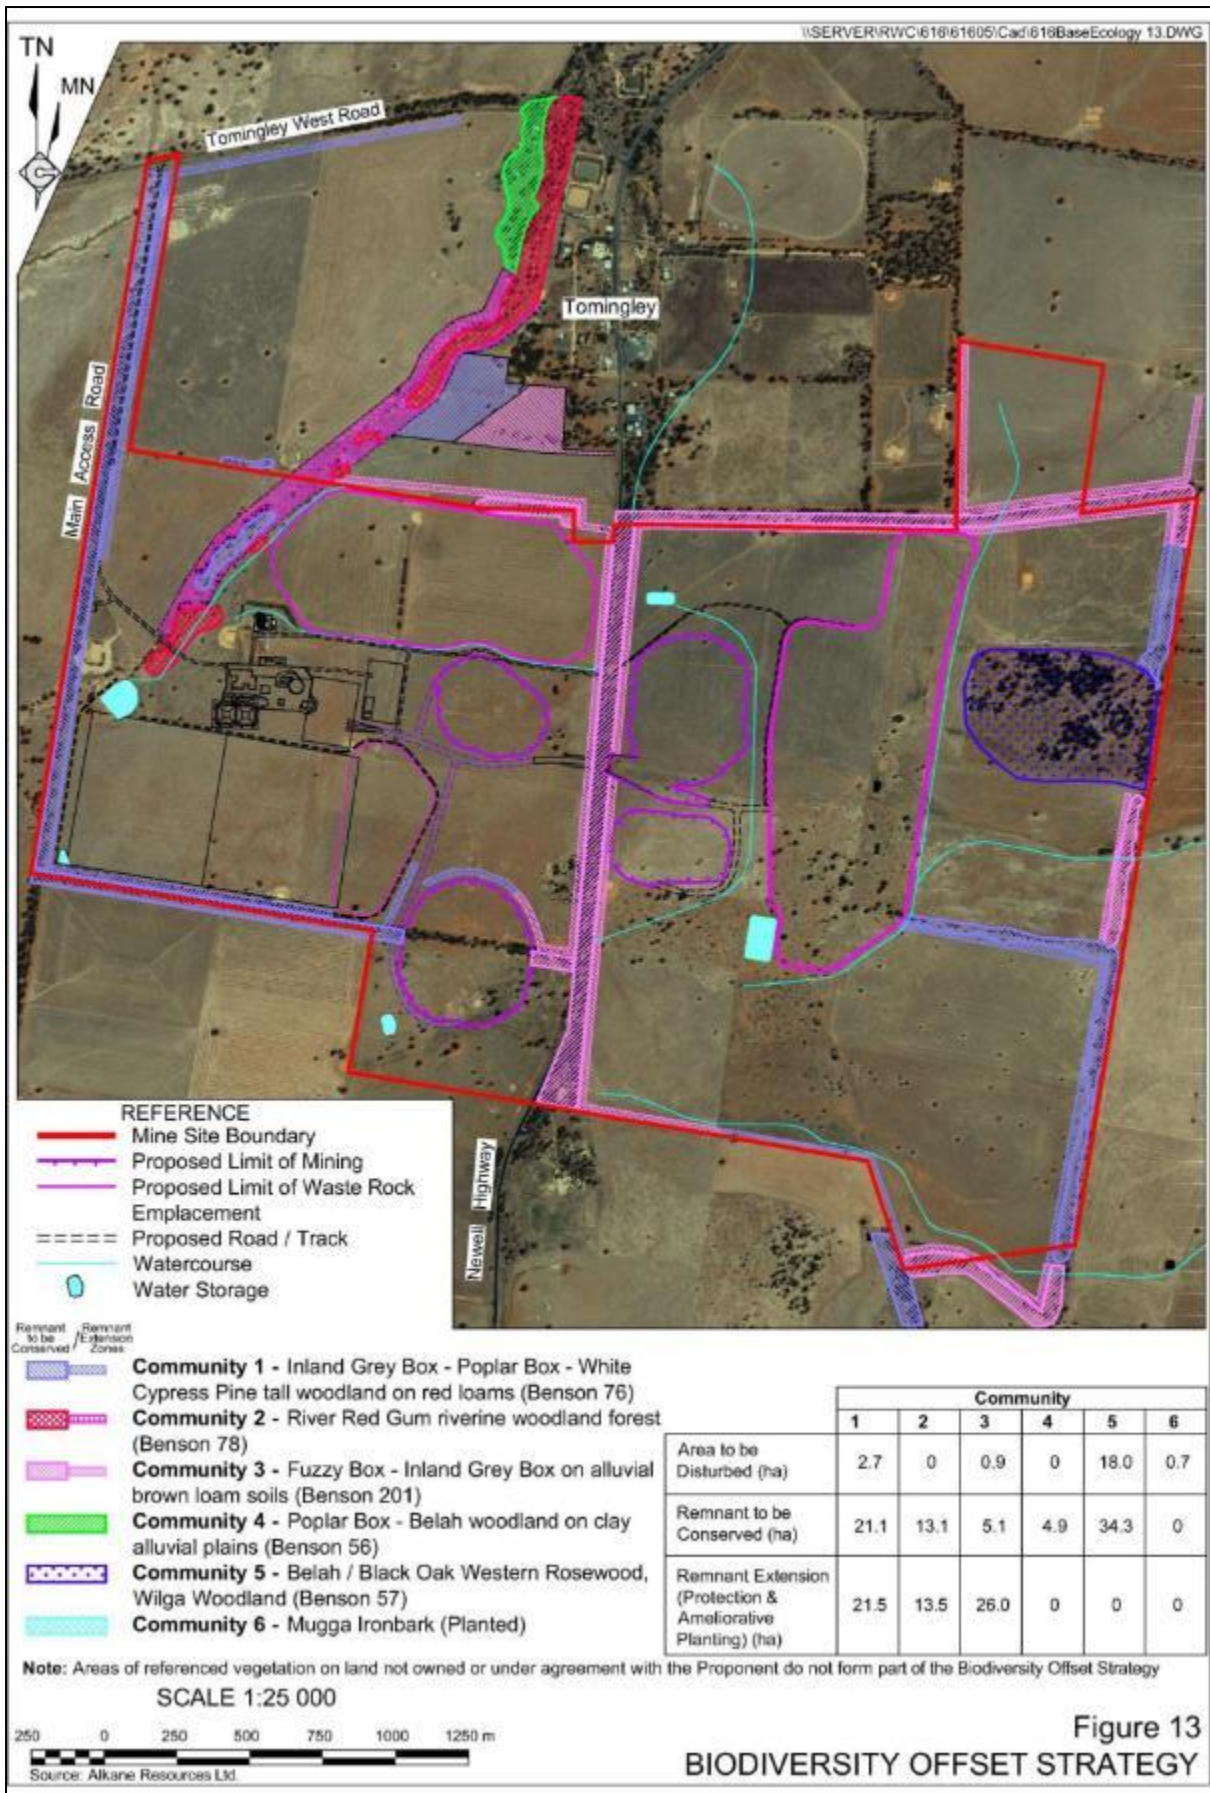 \\SERVER\RWC\616\61605\Cad\616BaseEcology 13.DWG
TN
MN
Tomingley West Road
Tomingley
Main Access Road
Newell Highway
REFERENCE
Mine Site Boundary
Proposed Limit of Mining
Proposed Limit of Waste Rock
Emplacement
Proposed Road / Track
Watercourse
Water Storage
Remnant to be Conserved / Remnant Extension Zones
Community 1 - Inland Grey Box - Poplar Box - White
Cypress Pine tall woodland on red loams (Benson 76)
Community 2 - River Red Gum riverine woodland forest
(Benson 78)
Community 3 - Fuzzy Box - Inland Grey Box on alluvial
brown loam soils (Benson 201)
Community 4 - Poplar Box - Belah woodland on clay
alluvial plains (Benson 56)
Community 5 - Belah / Black Oak Western Rosewood,
Wilga Woodland (Benson 57)
Community 6 - Mugga Ironbark (Planted)
Community
1 2 3 4 5 6
Area to be
Disturbed (ha)
2.7 0 0.9 0 18.0 0.7
Remnant to be
Conserved (ha)
21.1 13.1 5.1 4.9 34.3 0
Remnant Extension
(Protection &
Ameliorative
Planting) (ha)
21.5 13.5 26.0 0 0 0
Note: Areas of referenced vegetation on land not owned or under agreement with the Proponent do not form part of the Biodiversity Offset Strategy
SCALE 1:25 000
250 0 250 500 750 1000 1250 m
Source: Alkane Resources Ltd.
Figure 13
BIODIVERSITY OFFSET STRATEGY